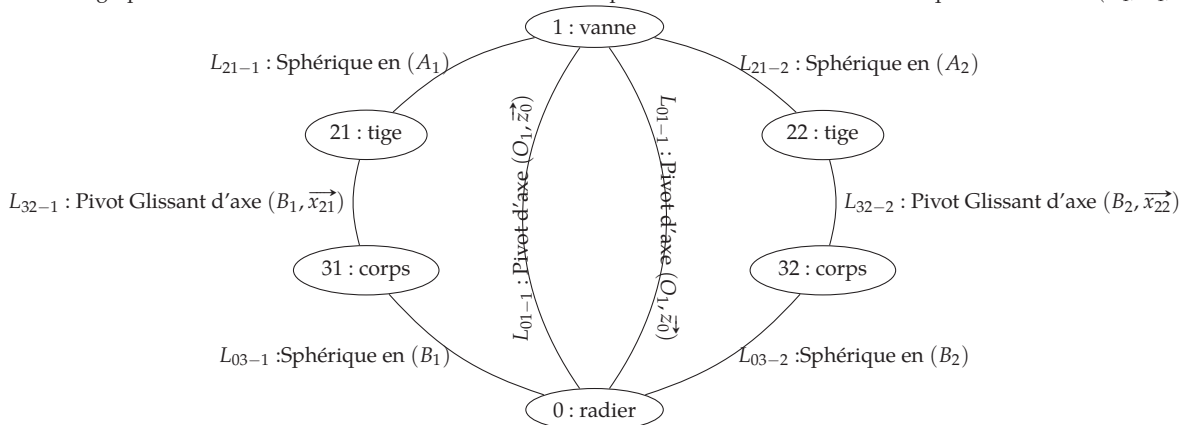 1 : vanne
L₂₁₋₁ : Sphérique en (A₁)
L₂₁₋₂ : Sphérique en (A₂)
21 : tige
22 : tige
L₀₁₋₁ : Pivot d'axe (O₁, z₀)
L₀₁₋₁ : Pivot d'axe (O₁, z₀)
L₃₂₋₁ : Pivot Glissant d'axe (B₁, x₂₁)
L₃₂₋₂ : Pivot Glissant d'axe (B₂, x₂₂)
31 : corps
32 : corps
L₀₃₋₁ :Sphérique en (B₁)
L₀₃₋₂ :Sphérique en (B₂)
0 : radier